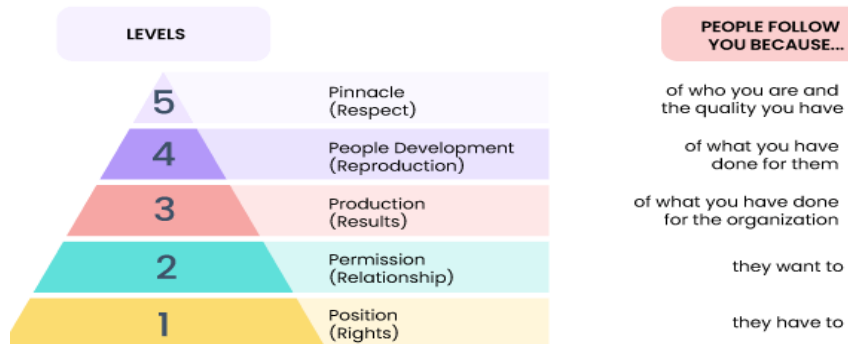 LEVELS
PEOPLE FOLLOW
YOU BECAUSE...
5
Pinnacle
(Respect)
of who you are and
the quality you have
4
People Development
(Reproduction)
of what you have
done for them
3
Production
(Results)
of what you have done
for the organization
2
Permission
(Relationship)
they want to
1
Position
(Rights)
they have to